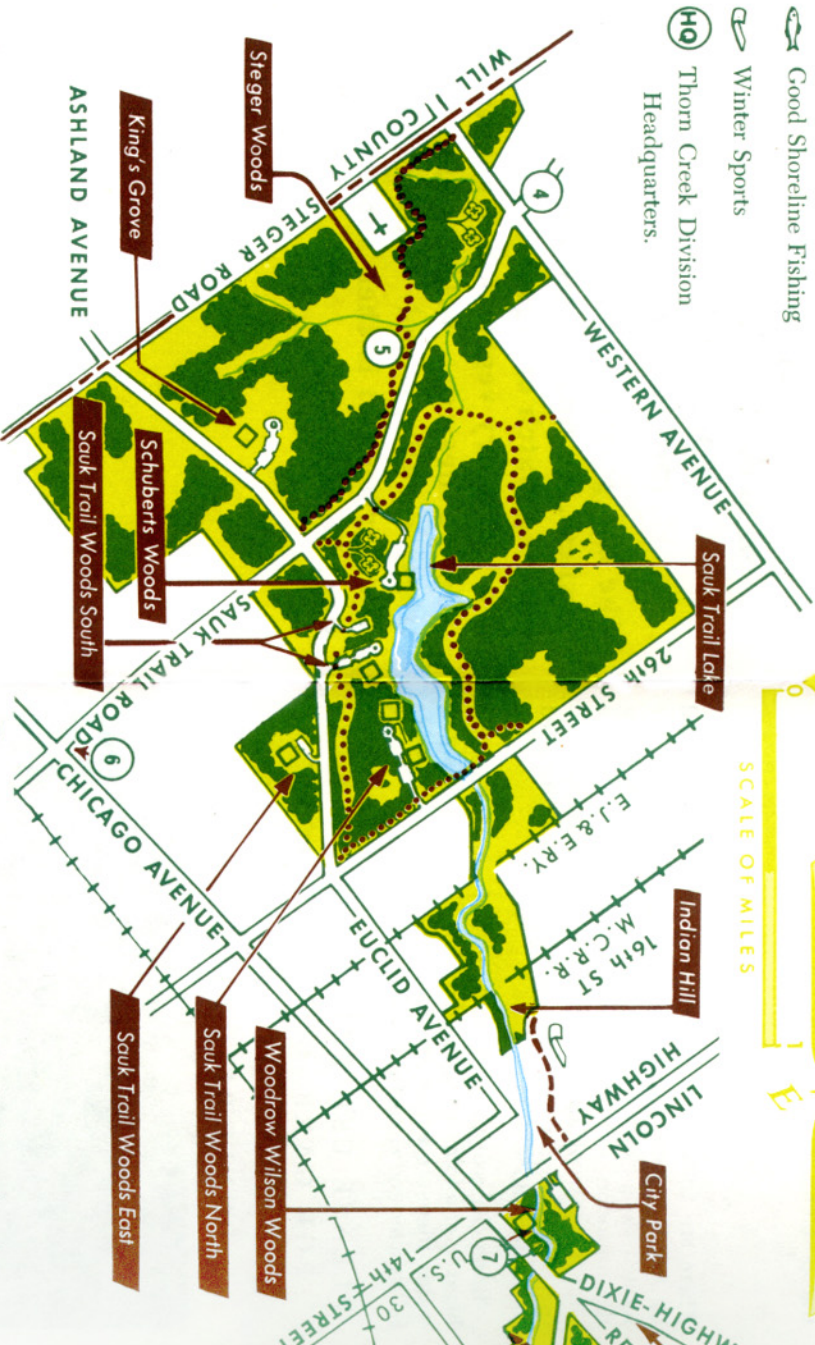 Good Shoreline Fishing
Winter Sports
HQ Thorn Creek Division
Headquarters.
SCALE OF MILES
0
1
E
WILL COUNTY
STEGER ROAD
ASHLAND AVENUE
WESTERN AVENUE
26th STREET
E.J.&E.RY.
16th ST
M.C.R.R.
LINCOLN
HIGHWAY
DIXIE-HIGHW
RE
U.S.
30
14th STREET
EUCLID AVENUE
CHICAGO AVENUE
SAUK TRAIL ROAD
4
5
6
7
Steger Woods
King's Grove
Schuberts Woods
Sauk Trail Woods South
Sauk Trail Lake
Indian Hill
City Park
Woodrow Wilson Woods
Sauk Trail Woods North
Sauk Trail Woods East